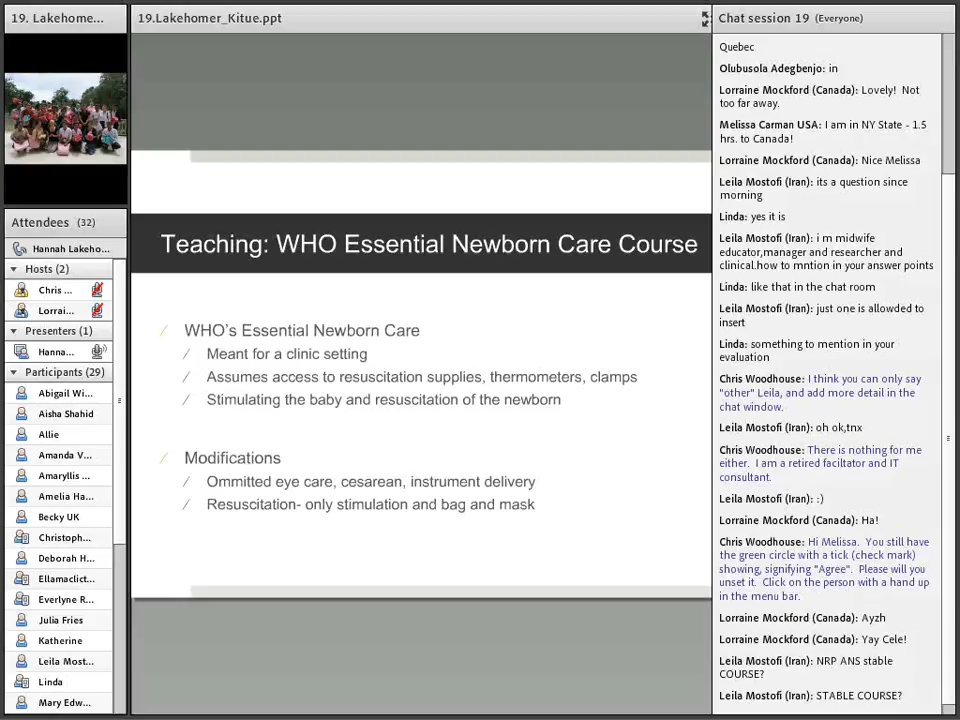 19. Lakehome...
Attendees (32)
Hannah Lakeho...
Hosts (2)
Chris ...
Lorrai...
Presenters (1)
Hanna...
Participants (29)
Abigail Wi...
Aisha Shahid
Allie
Amanda V...
Amaryllis ...
Amelia Ha...
Becky UK
Christoph...
Deborah H...
Ellamaclict...
Everlyne R...
Julia Fries
Katherine
Leila Most...
Linda
Mary Edw...
19.Lakehomer_Kitue.ppt
Teaching: WHO Essential Newborn Care Course
WHO's Essential Newborn Care
Meant for a clinic setting
Assumes access to resuscitation supplies, thermometers, clamps
Stimulating the baby and resuscitation of the newborn
Modifications
Ommitted eye care, cesarean, instrument delivery
Resuscitation- only stimulation and bag and mask
Chat session 19 (Everyone)
Quebec
Olubusola Adegbenjo: in
Lorraine Mockford (Canada): Lovely! Not
too far away.
Melissa Carman USA: I am in NY State - 1.5
hrs. to Canada!
Lorraine Mockford (Canada): Nice Melissa
Leila Mostofi (Iran): its a question since
morning
Linda: yes it is
Leila Mostofi (Iran): i m midwife
educator,manager and researcher and
clinical.how to mntion in your answer points
Linda: like that in the chat room
Leila Mostofi (Iran): just one is allowded to
insert
Linda: something to mention in your
evaluation
Chris Woodhouse: I think you can only say
"other" Leila, and add more detail in the
chat window.
Leila Mostofi (Iran): oh ok,tnx
Chris Woodhouse: There is nothing for me
either. I am a retired faciltator and IT
consultant.
Leila Mostofi (Iran): :)
Lorraine Mockford (Canada): Ha!
Chris Woodhouse: Hi Melissa. You still have
the green circle with a tick (check mark)
showing, signifying "Agree". Please will you
unset it. Click on the person with a hand up
in the menu bar.
Lorraine Mockford (Canada): Ayzh
Lorraine Mockford (Canada): Yay Cele!
Leila Mostofi (Iran): NRP ANS stable
COURSE?
Leila Mostofi (Iran): STABLE COURSE?